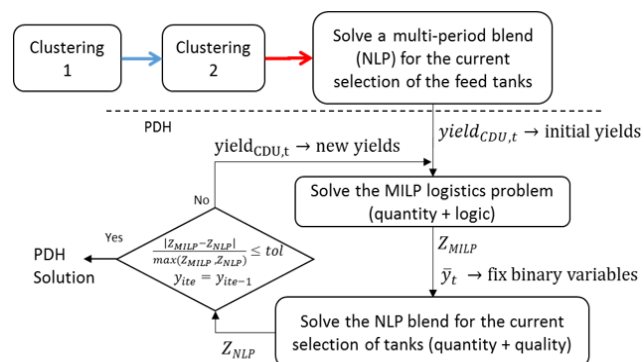 Clustering
1
Clustering
2
Solve a multi-period blend
(NLP) for the current
selection of the feed tanks
PDH
yield_CDU,t → initial yields
yield_CDU,t → new yields
Solve the MILP logistics problem
(quantity + logic)
No
Yes
|Z_MILP−Z_NLP|
max(Z_MILP,Z_NLP) ≤ tol
y_ite = y_ite−1
PDH
Solution
Z_MILP
ȳ_t → fix binary variables
Solve the NLP blend for the current
selection of tanks (quantity + quality)
Z_NLP